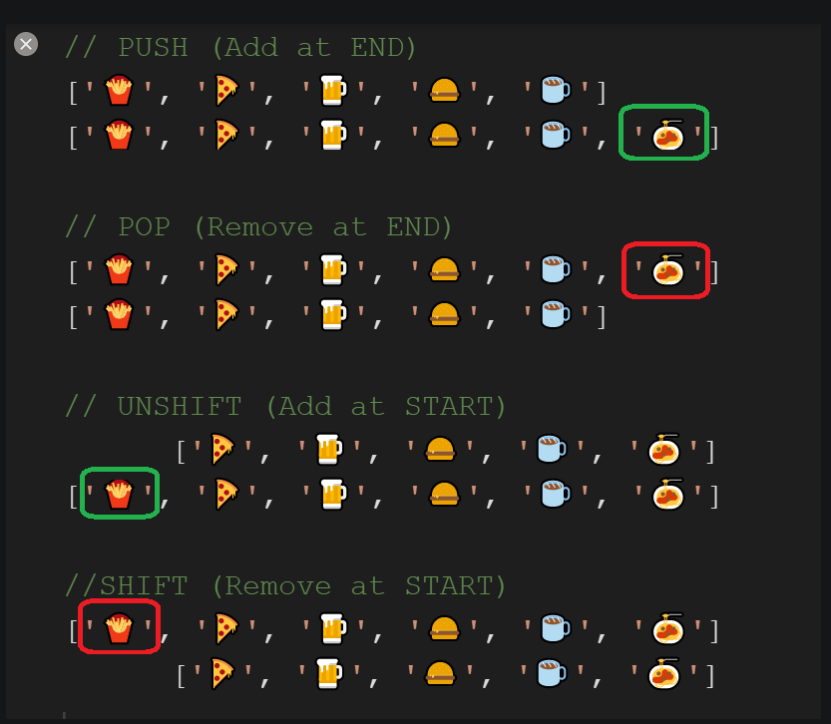 // PUSH (Add at END)
['🍟', '🍕', '🍺', '🍔', '☕']
['🍟', '🍕', '🍺', '🍔', '☕', '🍝']
// POP (Remove at END)
['🍟', '🍕', '🍺', '🍔', '☕', '🍝']
['🍟', '🍕', '🍺', '🍔', '☕']
// UNSHIFT (Add at START)
['🍕', '🍺', '🍔', '☕', '🍝']
['🍟', '🍕', '🍺', '🍔', '☕', '🍝']
//SHIFT (Remove at START)
['🍟', '🍕', '🍺', '🍔', '☕', '🍝']
['🍕', '🍺', '🍔', '☕', '🍝']